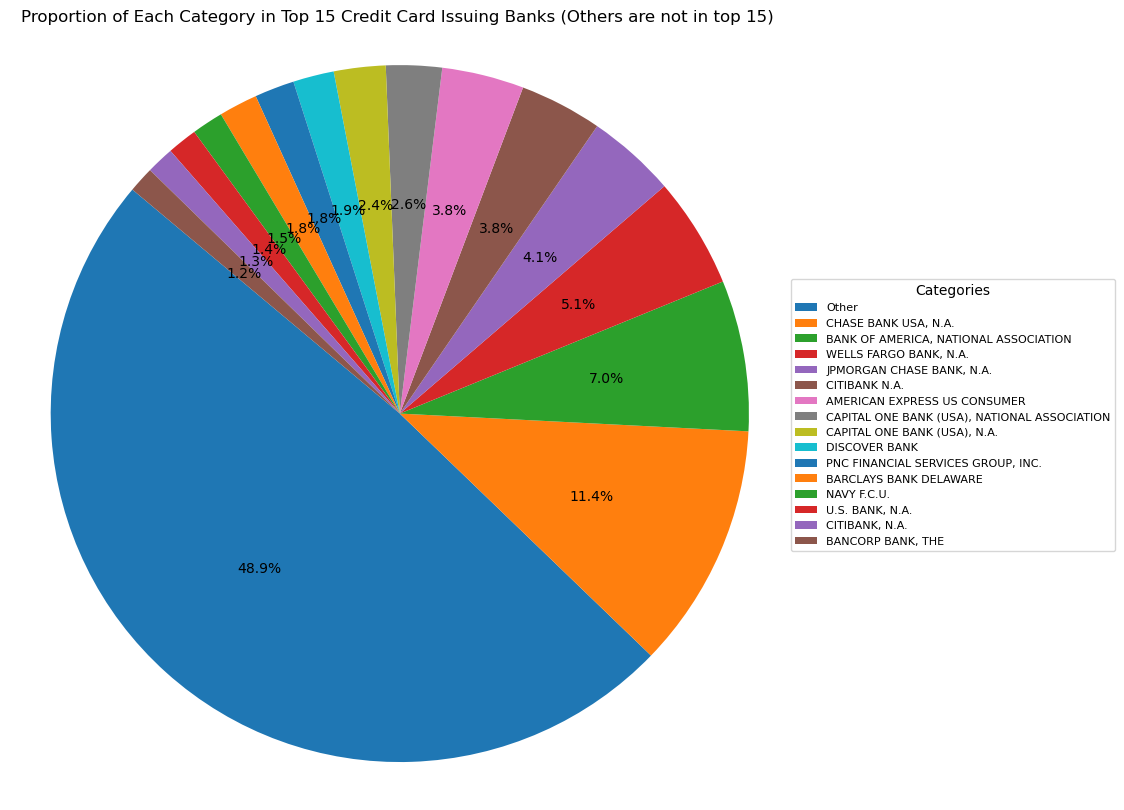 Proportion of Each Category in Top 15 Credit Card Issuing Banks (Others are not in top 15)
48.9%
11.4%
7.0%
5.1%
4.1%
3.8%
3.8%
2.6%
2.4%
1.9%
1.8%
1.8%
1.5%
1.4%
1.3%
1.2%
Categories
Other
CHASE BANK USA, N.A.
BANK OF AMERICA, NATIONAL ASSOCIATION
WELLS FARGO BANK, N.A.
JPMORGAN CHASE BANK, N.A.
CITIBANK N.A.
AMERICAN EXPRESS US CONSUMER
CAPITAL ONE BANK (USA), NATIONAL ASSOCIATION
CAPITAL ONE BANK (USA), N.A.
DISCOVER BANK
PNC FINANCIAL SERVICES GROUP, INC.
BARCLAYS BANK DELAWARE
NAVY F.C.U.
U.S. BANK, N.A.
CITIBANK, N.A.
BANCORP BANK, THE